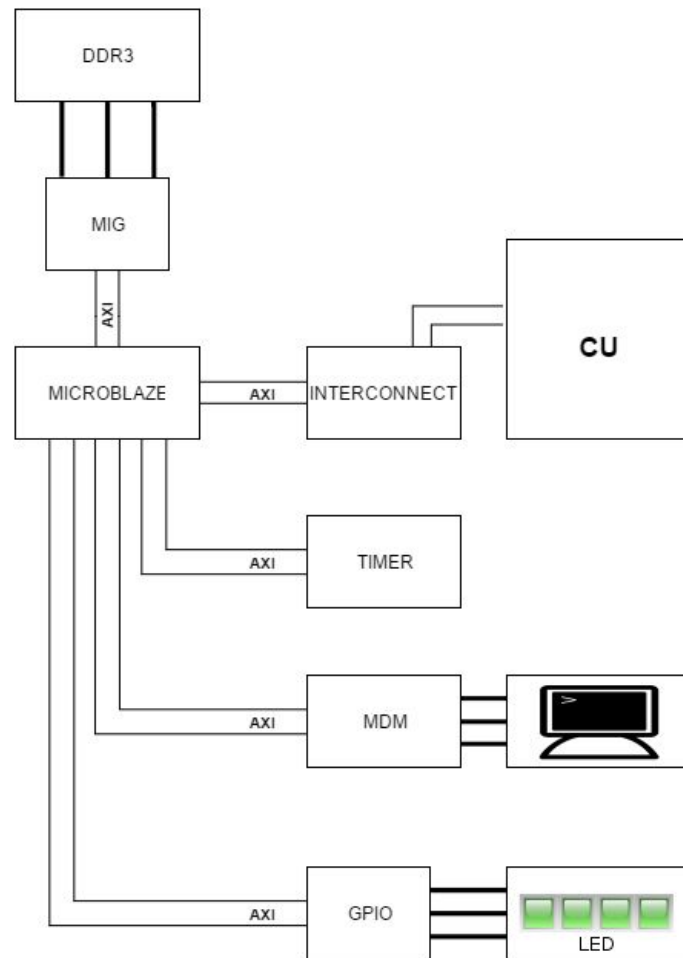 DDR3
MIG
AXI
MICROBLAZE
AXI
INTERCONNECT
CU
AXI
TIMER
AXI
MDM
>
AXI
GPIO
LED